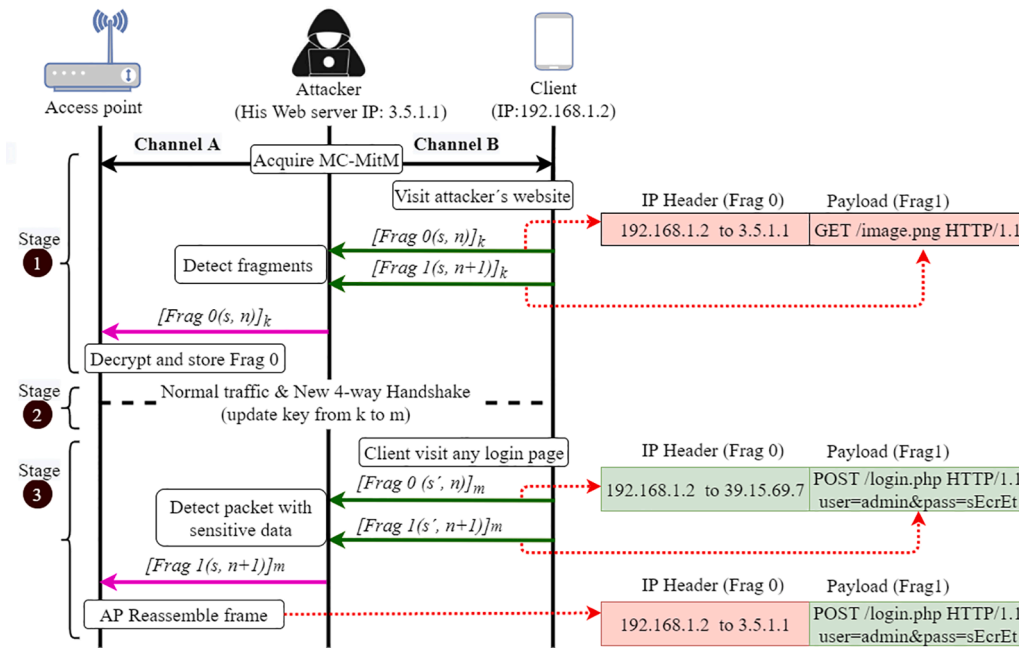 Access point
Attacker
(His Web server IP: 3.5.1.1)
Client
(IP:192.168.1.2)
Channel A
Channel B
Acquire MC-MitM
Visit attacker´s website
IP Header (Frag 0)
Payload (Frag1)
192.168.1.2 to 3.5.1.1
GET /image.png HTTP/1.1
Stage
1
[Frag 0(s, n)]k
Detect fragments
[Frag 1(s, n+1)]k
[Frag 0(s, n)]k
Decrypt and store Frag 0
Stage
2
Normal traffic & New 4-way Handshake
(update key from k to m)
Stage
3
Client visit any login page
IP Header (Frag 0)
Payload (Frag1)
[Frag 0 (s´, n)]m
192.168.1.2 to 39.15.69.7
POST /login.php HTTP/1.1
user=admin&pass=sEcrEt
Detect packet with
sensitive data
[Frag 1(s´, n+1)]m
[Frag 1(s, n+1)]m
AP Reassemble frame
IP Header (Frag 0)
Payload (Frag1)
192.168.1.2 to 3.5.1.1
POST /login.php HTTP/1.1
user=admin&pass=sEcrEt